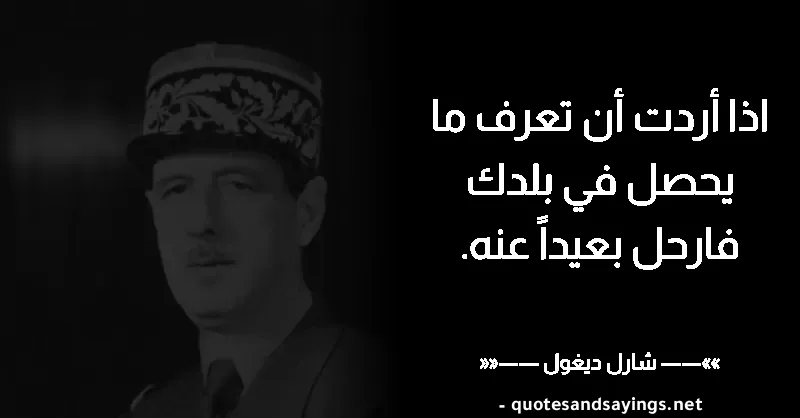 اذا أردت أن تعرف ما
يحصل في بلدك
فارحل بعيداً عنه.
»—— شارل ديغول ——««
- quotesandsayings.net